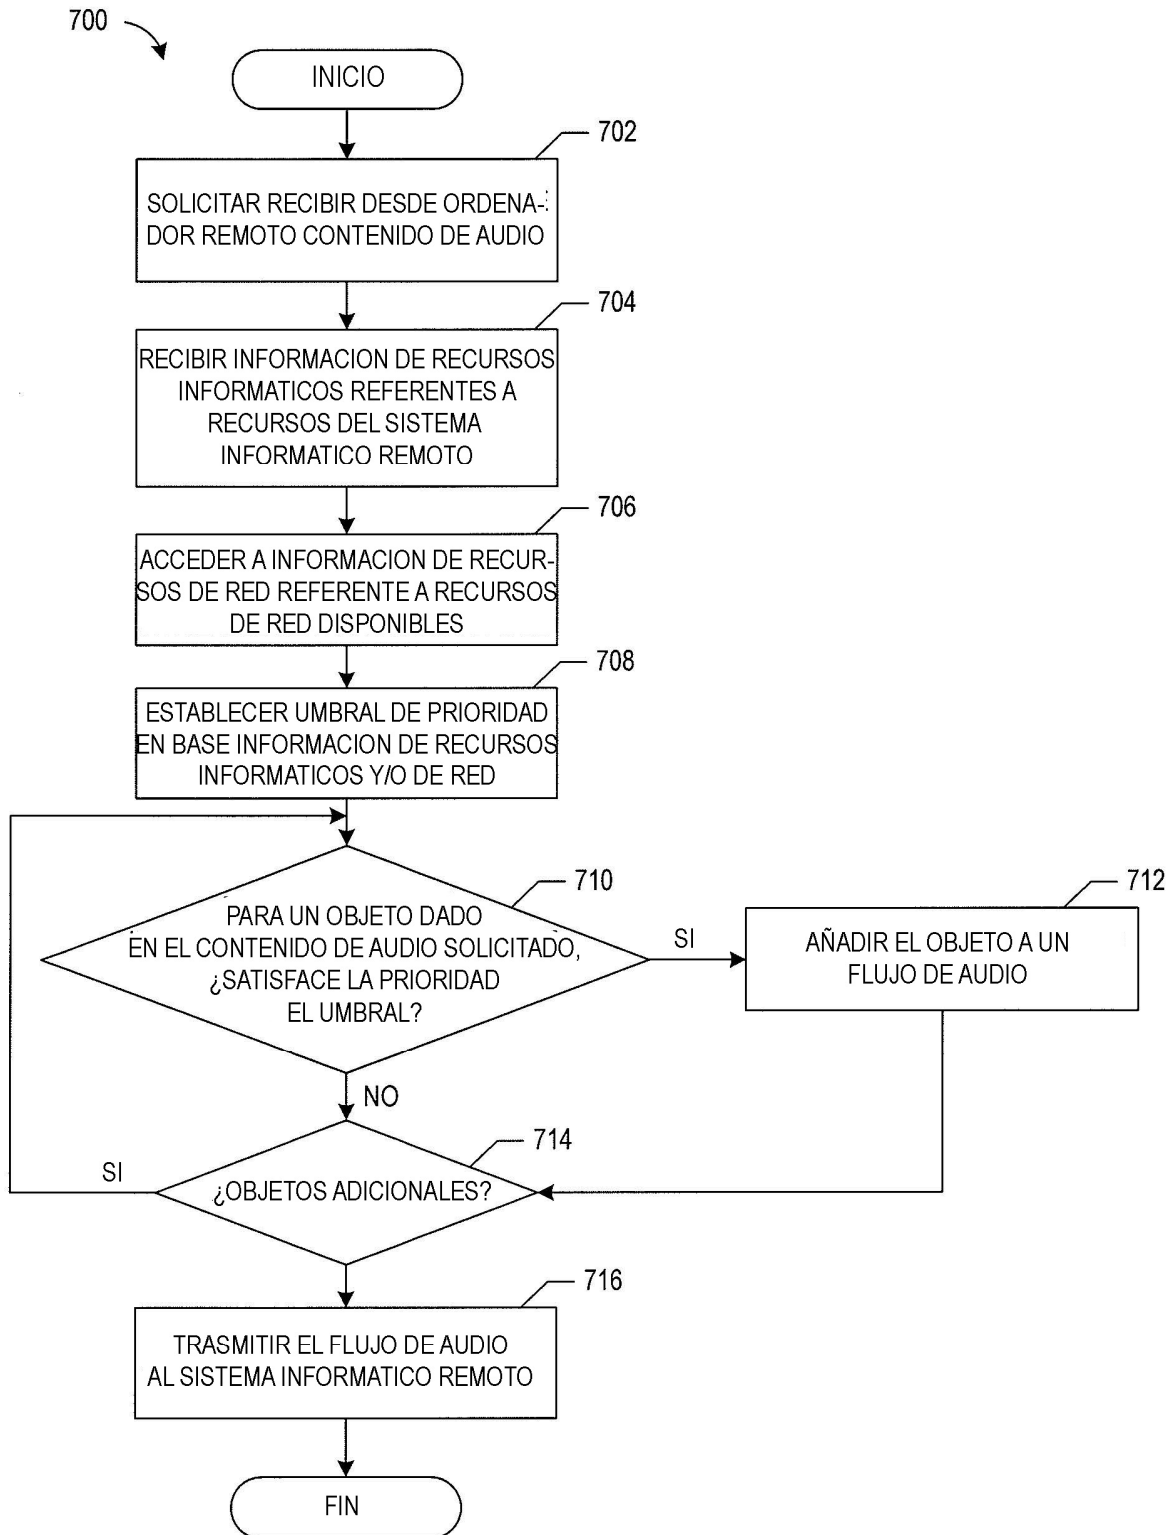 700
INICIO
702
SOLICITAR RECIBIR DESDE ORDENA-
DOR REMOTO CONTENIDO DE AUDIO
704
RECIBIR INFORMACION DE RECURSOS
INFORMATICOS REFERENTES A
RECURSOS DEL SISTEMA
INFORMATICO REMOTO
706
ACCEDER A INFORMACION DE RECUR-
SOS DE RED REFERENTE A RECURSOS
DE RED DISPONIBLES
708
ESTABLECER UMBRAL DE PRIORIDAD
EN BASE INFORMACION DE RECURSOS
INFORMATICOS Y/O DE RED
710
PARA UN OBJETO DADO
EN EL CONTENIDO DE AUDIO SOLICITADO,
¿SATISFACE LA PRIORIDAD
EL UMBRAL?
SI
712
AÑADIR EL OBJETO A UN
FLUJO DE AUDIO
NO
714
¿OBJETOS ADICIONALES?
SI
716
TRASMITIR EL FLUJO DE AUDIO
AL SISTEMA INFORMATICO REMOTO
FIN